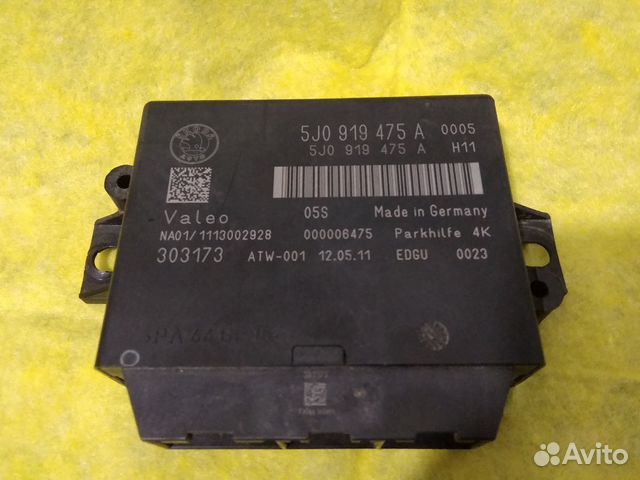 5J0 919 475 A 0005
5J0 919 475 A H11
Valeo 05S Made in Germany
NA01/1113002928 000006475 Parkhilfe 4K
303173 ATW-001 12.05.11 EDGU 0023
Avito